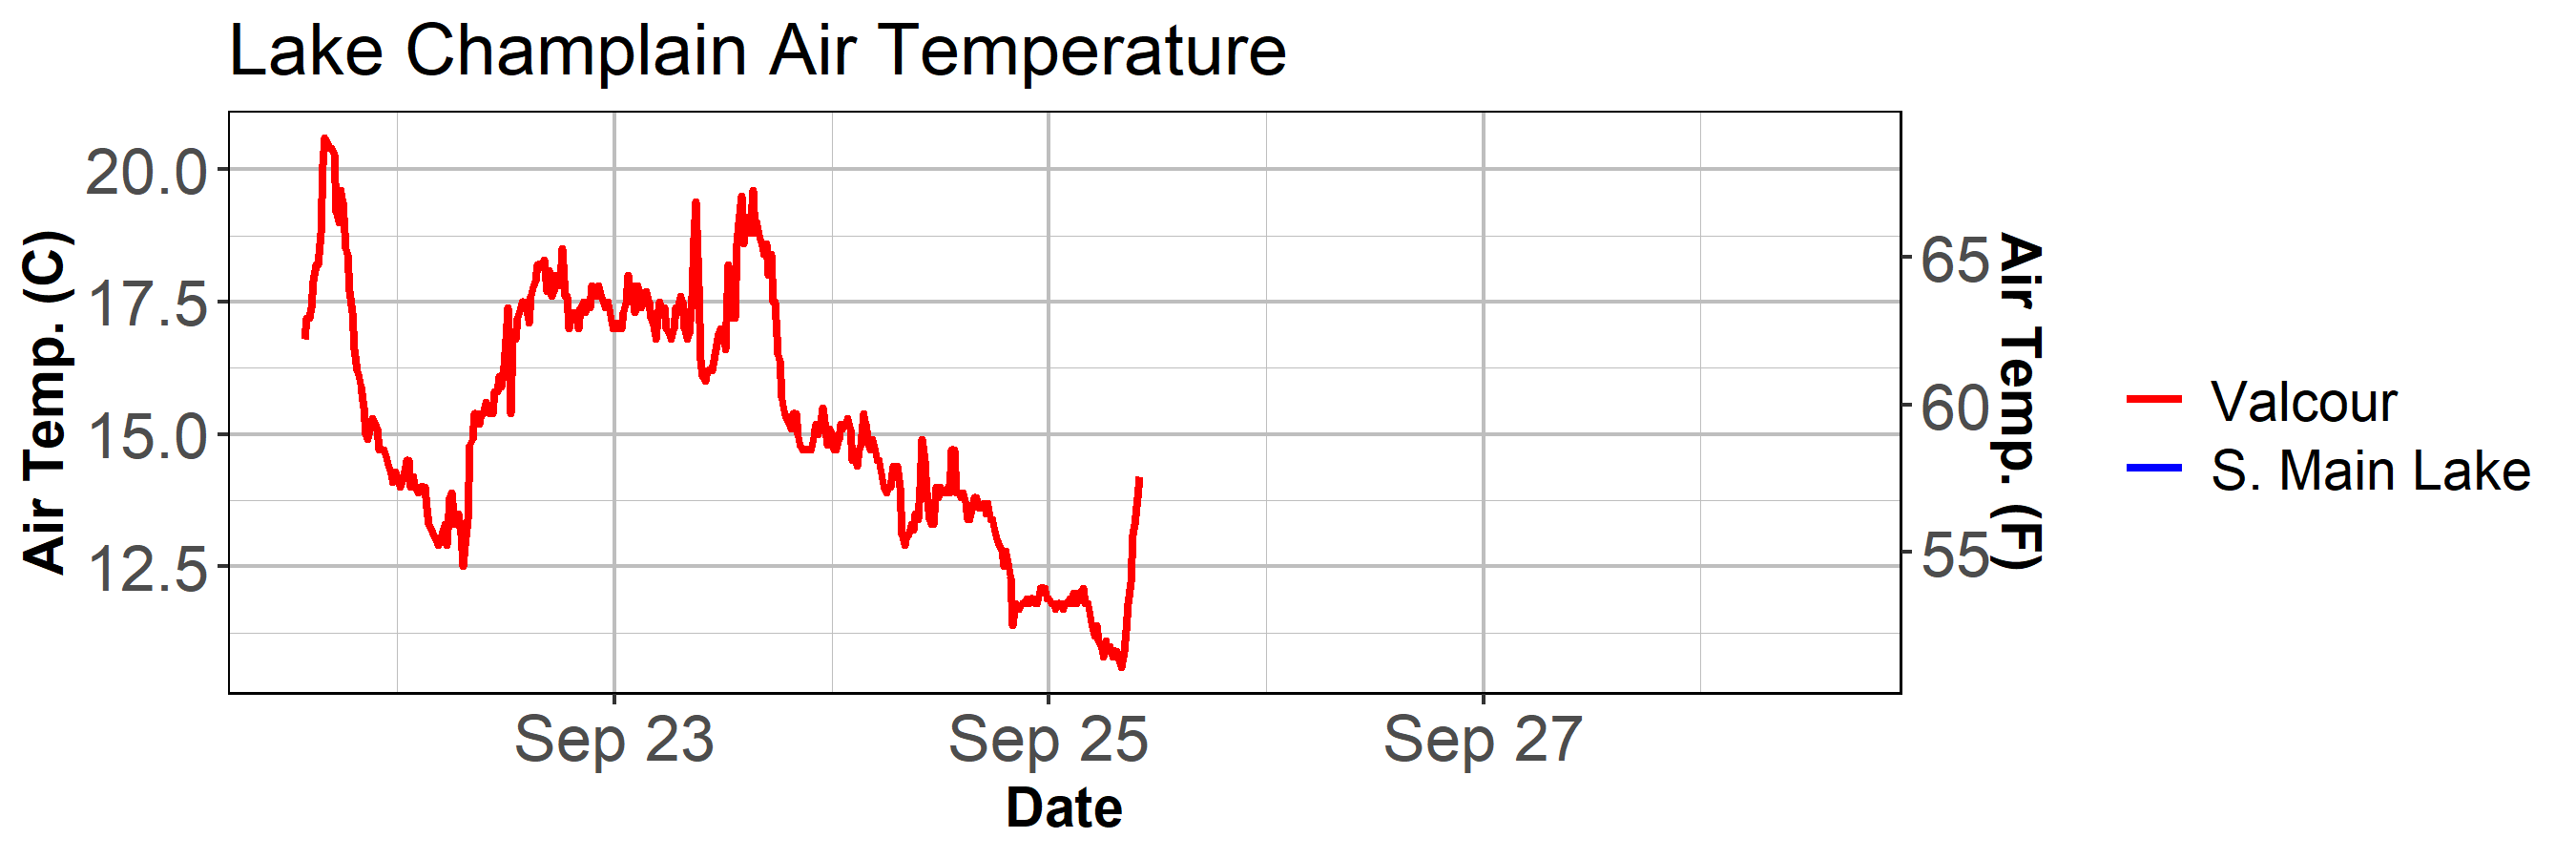 Lake Champlain Air Temperature
Air Temp. (C)
20.0
17.5
15.0
12.5
65
60
55
Air Temp. (F)
Sep 23
Sep 25
Sep 27
Date
Valcour
S. Main Lake